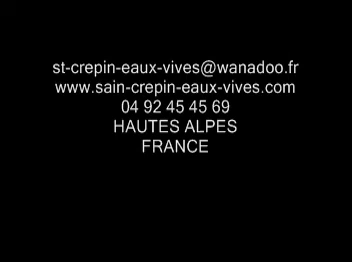 st-crepin-eaux-vives@wanadoo.fr
www.sain-crepin-eaux-vives.com
04 92 45 45 69
HAUTES ALPES
FRANCE